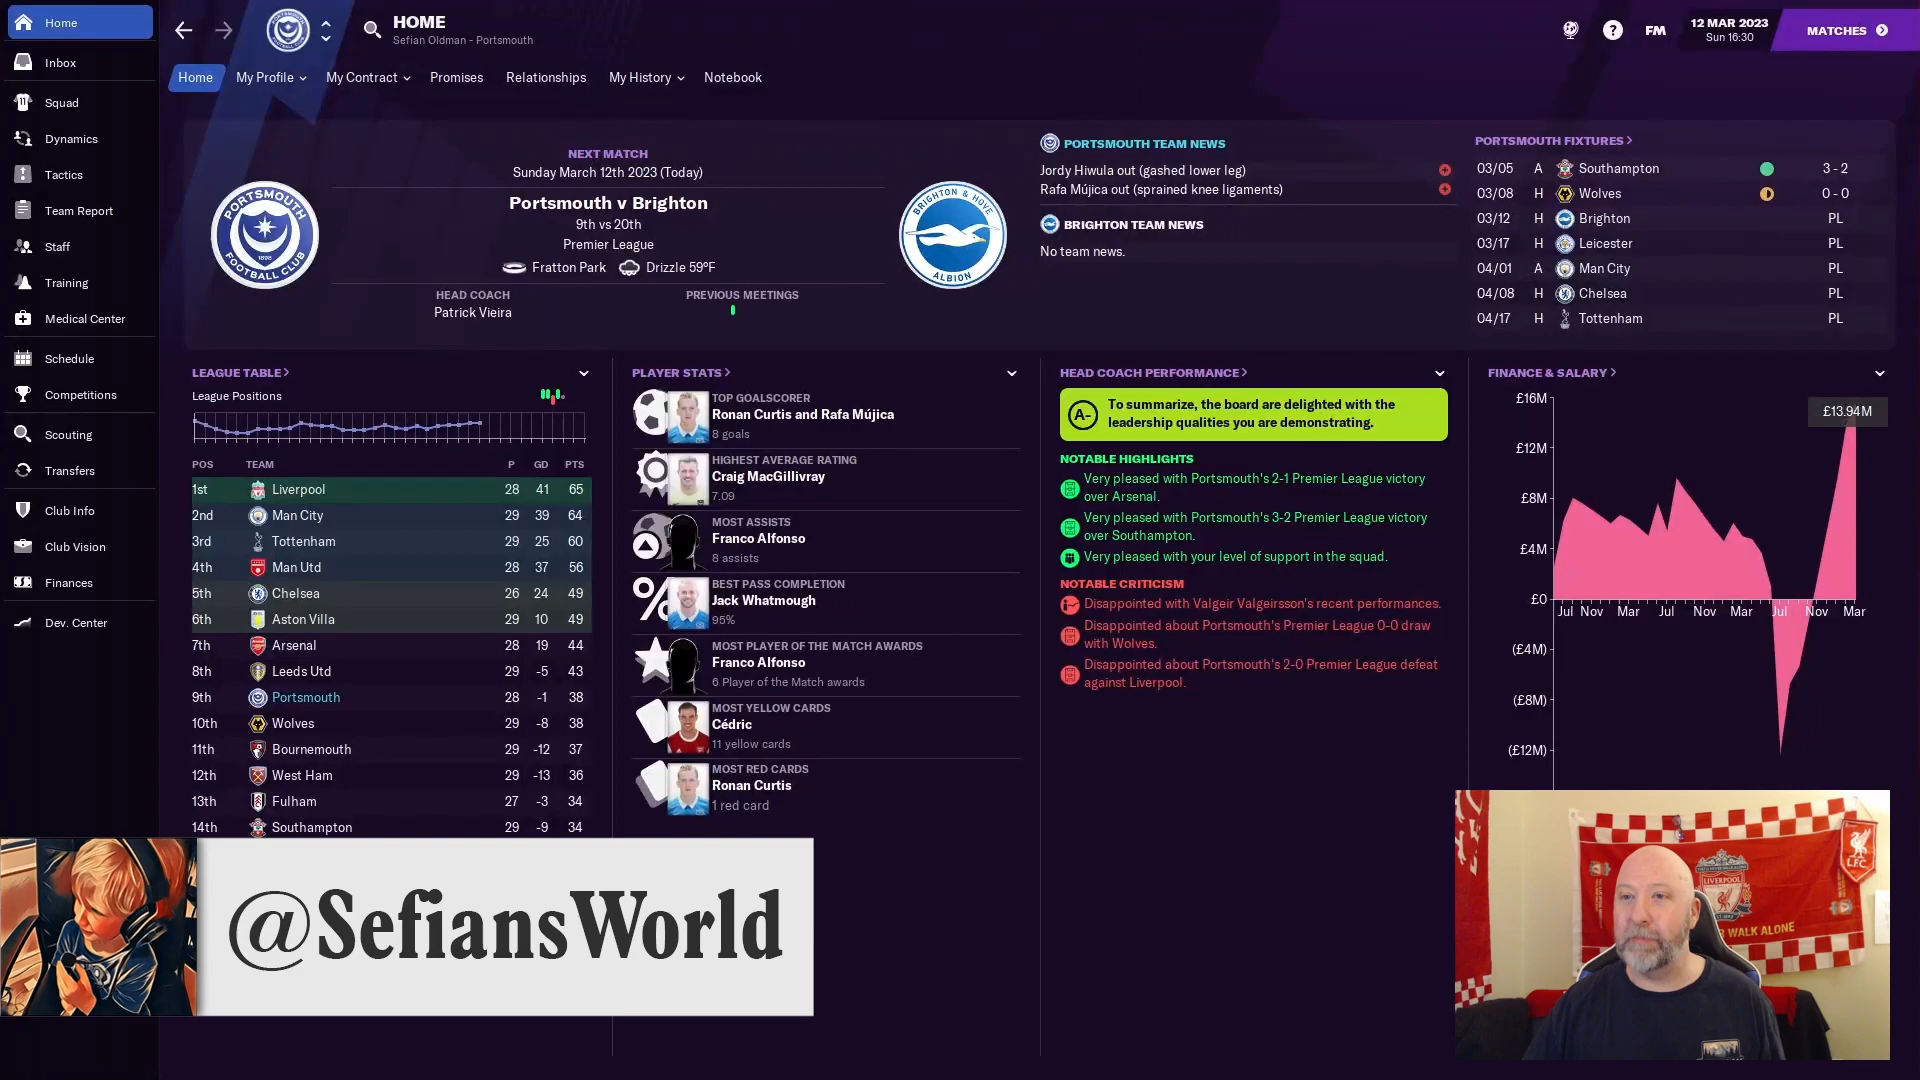 Home
Inbox
Squad
Dynamics
Tactics
Team Report
Staff
Training
Medical Center
Schedule
Competitions
Scouting
Transfers
Club Info
Club Vision
Finances
Dev. Center
HOME
Sefian Oldman - Portsmouth
FM
12 MAR 2023
Sun 16:30
MATCHES
Home My Profile My Contract Promises Relationships My History Notebook
PORTSMOUTH
FOOTBALL CLUB
1898
NEXT MATCH
Sunday March 12th 2023 (Today)
Portsmouth v Brighton
9th vs 20th
Premier League
Fratton Park Drizzle 59°F
HEAD COACH
Patrick Vieira
PREVIOUS MEETINGS
BRIGHTON & HOVE
ALBION
PORTSMOUTH TEAM NEWS
Jordy Hiwula out (gashed lower leg)
Rafa Mújica out (sprained knee ligaments)
BRIGHTON TEAM NEWS
No team news.
PORTSMOUTH FIXTURES
03/05 A Southampton 3 - 2
03/08 H Wolves 0 - 0
03/12 H Brighton PL
03/17 H Leicester PL
04/01 A Man City PL
04/08 H Chelsea PL
04/17 H Tottenham PL
LEAGUE TABLE
League Positions
POS TEAM P GD PTS
1st Liverpool 28 41 65
2nd Man City 29 39 64
3rd Tottenham 29 25 60
4th Man Utd 28 37 56
5th Chelsea 26 24 49
6th Aston Villa 29 10 49
7th Arsenal 28 19 44
8th Leeds Utd 29 -5 43
9th Portsmouth 28 -1 38
10th Wolves 29 -8 38
11th Bournemouth 29 -12 37
12th West Ham 29 -13 36
13th Fulham 27 -3 34
14th Southampton 29 -9 34
PLAYER STATS
TOP GOALSCORER
Ronan Curtis and Rafa Mújica
8 goals
HIGHEST AVERAGE RATING
Craig MacGillivray
7.09
MOST ASSISTS
Franco Alfonso
8 assists
BEST PASS COMPLETION
Jack Whatmough
95%
MOST PLAYER OF THE MATCH AWARDS
Franco Alfonso
6 Player of the Match awards
MOST YELLOW CARDS
Cédric
11 yellow cards
MOST RED CARDS
Ronan Curtis
1 red card
HEAD COACH PERFORMANCE
A-
To summarize, the board are delighted with the
leadership qualities you are demonstrating.
NOTABLE HIGHLIGHTS
Very pleased with Portsmouth's 2-1 Premier League victory
over Arsenal.
Very pleased with Portsmouth's 3-2 Premier League victory
over Southampton.
Very pleased with your level of support in the squad.
NOTABLE CRITICISM
Disappointed with Valgeir Valgeirsson's recent performances.
Disappointed about Portsmouth's Premier League 0-0 draw
with Wolves.
Disappointed about Portsmouth's 2-0 Premier League defeat
against Liverpool.
FINANCE & SALARY
£16M
£13.94M
£12M
£8M
£4M
£0
Jul Nov Mar Jul Nov Mar Jul Nov Mar
(£4M)
(£8M)
(£12M)
@SefiansWorld
LIVERPOOL
WALK ALONE
L.F.C.